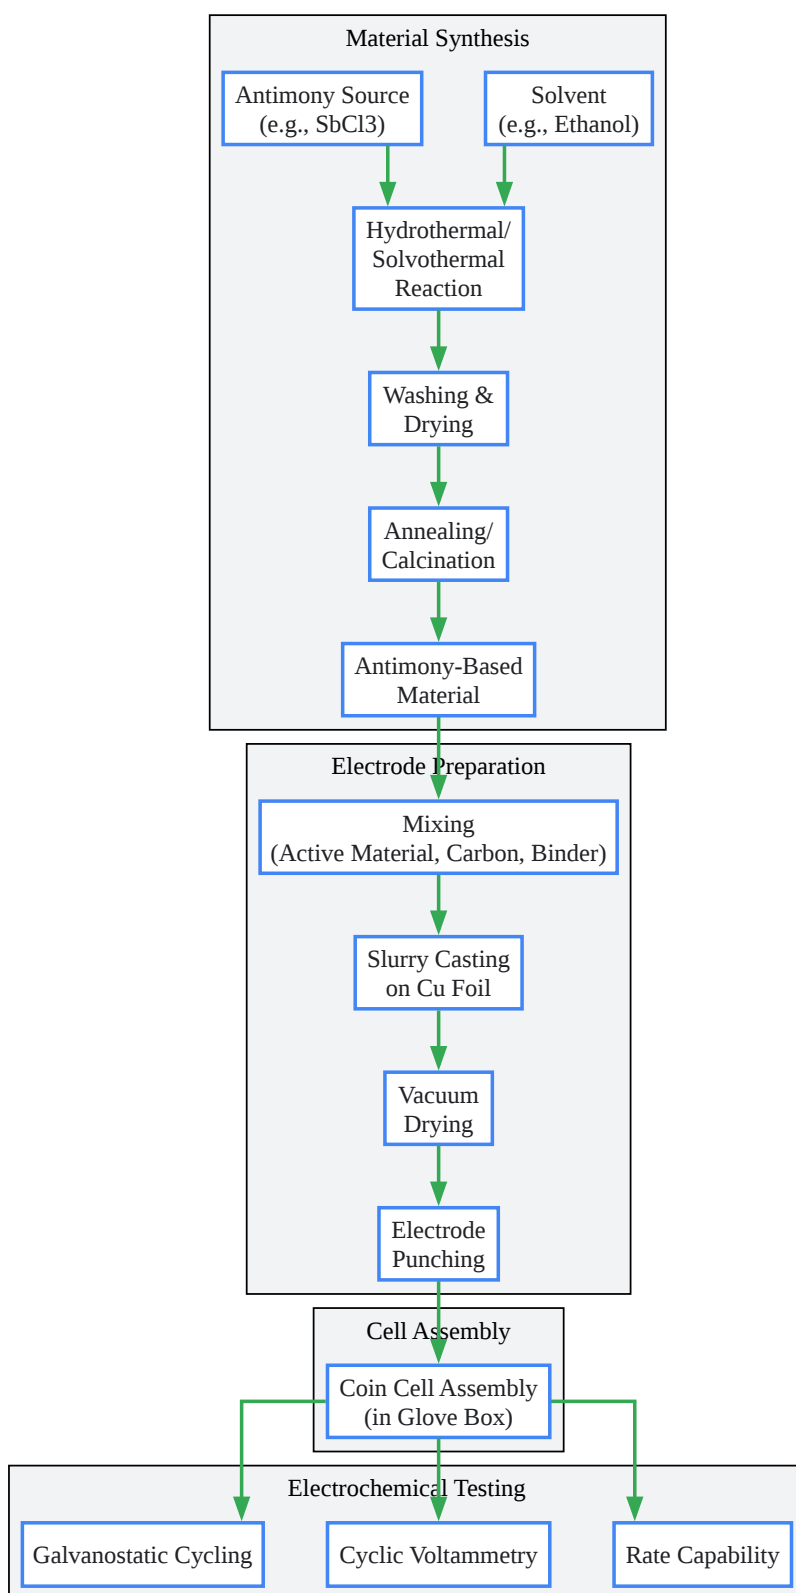 Material Synthesis
Antimony Source
(e.g., SbCl3)
Solvent
(e.g., Ethanol)
Hydrothermal/
Solvothermal
Reaction
Washing &
Drying
Annealing/
Calcination
Antimony-Based
Material
Electrode Preparation
Mixing
(Active Material, Carbon, Binder)
Slurry Casting
on Cu Foil
Vacuum
Drying
Electrode
Punching
Cell Assembly
Coin Cell Assembly
(in Glove Box)
Electrochemical Testing
Galvanostatic Cycling
Cyclic Voltammetry
Rate Capability